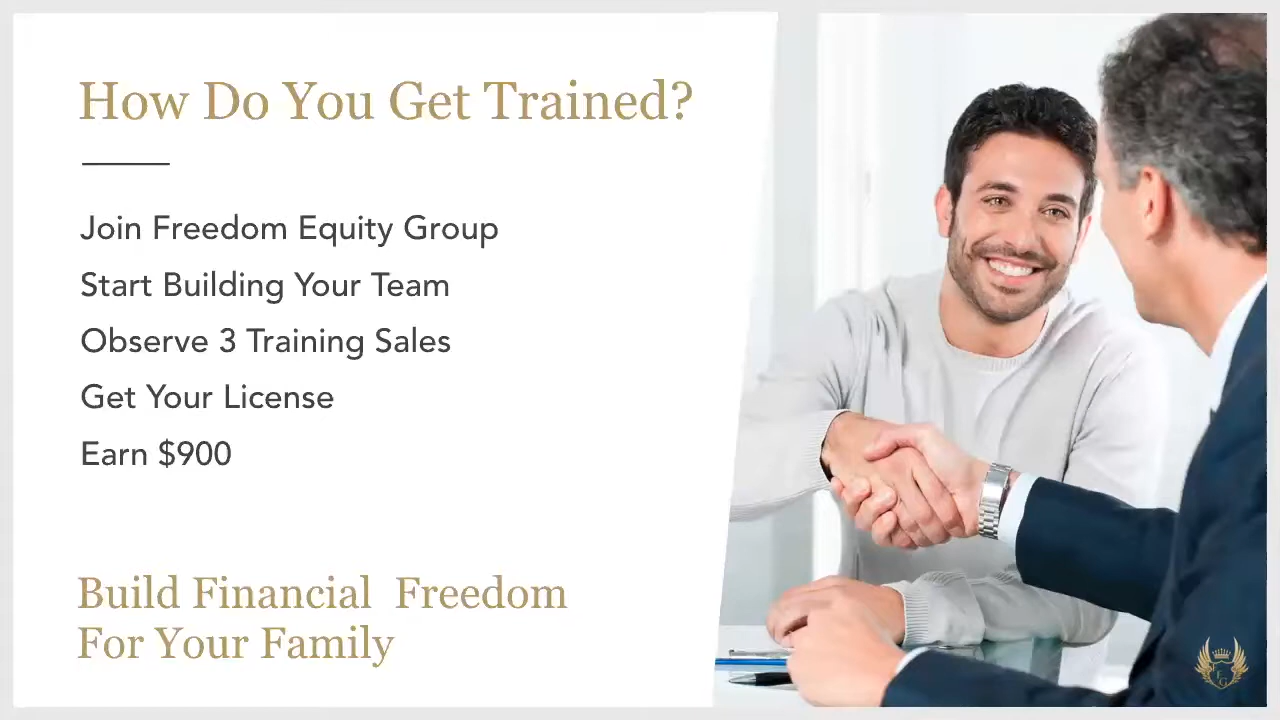 How Do You Get Trained?
Join Freedom Equity Group
Start Building Your Team
Observe 3 Training Sales
Get Your License
Earn $900
Build Financial Freedom
For Your Family